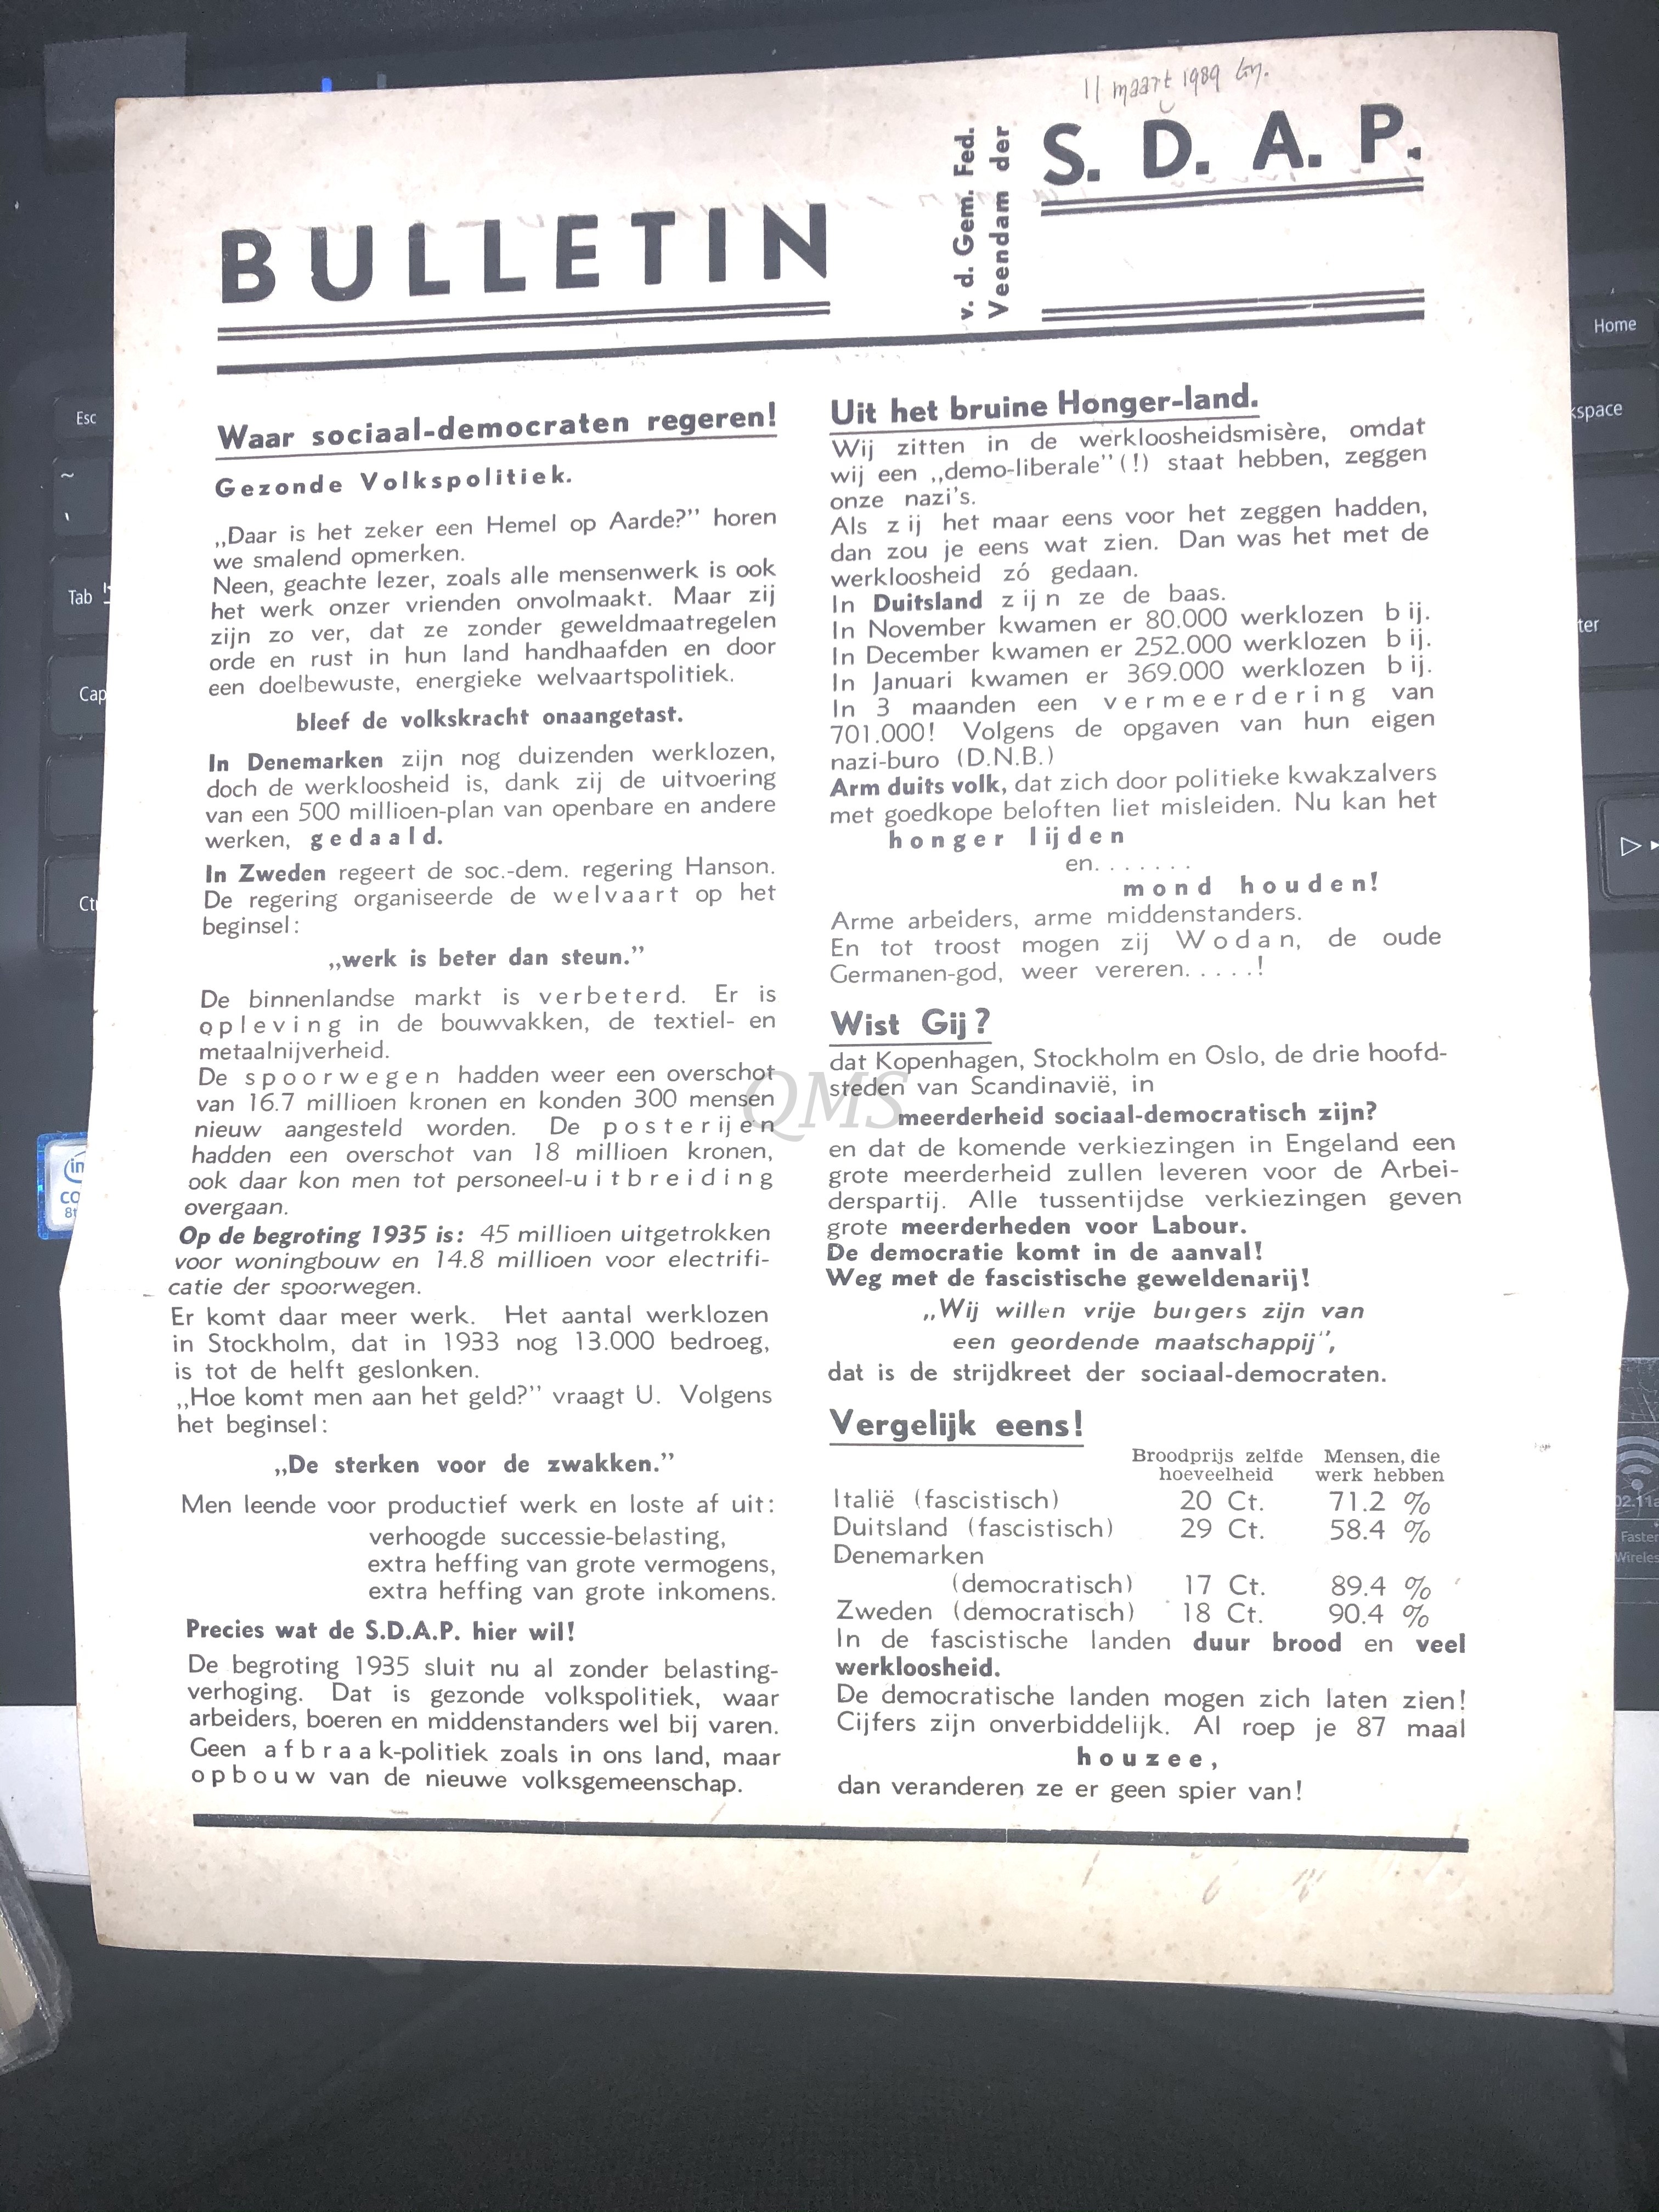 11 maart 1989
BULLETIN
v. d. Gem. Fed.
Veendam der
S. D. A. P.
Waar sociaal-democraten regeren!
Gezonde Volkspolitiek.
„Daar is het zeker een Hemel op Aarde?" horen
we smalend opmerken.
Neen, geachte lezer, zoals alle mensenwerk is ook
het werk onzer vrienden onvolmaakt. Maar zij
zijn zo ver, dat ze zonder geweldmaatregelen
orde en rust in hun land handhaafden en door
een doelbewuste, energieke welvaartspolitiek.
bleef de volkskracht onaangetast.
In Denemarken zijn nog duizenden werklozen,
doch de werkloosheid is, dank zij de uitvoering
van een 500 millioen-plan van openbare en andere
werken, gedaald.
In Zweden regeert de soc.-dem. regering Hanson.
De regering organiseerde de welvaart op het
beginsel:
„werk is beter dan steun."
De binnenlandse markt is verbeterd. Er is
opleving in de bouwvakken, de textiel- en
metaalnijverheid.
De spoorwegen hadden weer een overschot
van 16.7 millioen kronen en konden 300 mensen
nieuw aangesteld worden. De posterijen
hadden een overschot van 18 millioen kronen,
ook daar kon men tot personeel-uitbreiding
overgaan.
Op de begroting 1935 is: 45 millioen uitgetrokken
voor woningbouw en 14.8 millioen voor electrifi-
catie der spoorwegen.
Er komt daar meer werk. Het aantal werklozen
in Stockholm, dat in 1933 nog 13.000 bedroeg,
is tot de helft geslonken.
„Hoe komt men aan het geld?" vraagt U. Volgens
het beginsel:
„De sterken voor de zwakken."
Men leende voor productief werk en loste af uit:
verhoogde successie-belasting,
extra heffing van grote vermogens,
extra heffing van grote inkomens.
Precies wat de S.D.A.P. hier wil!
De begroting 1935 sluit nu al zonder belasting-
verhoging. Dat is gezonde volkspolitiek, waar
arbeiders, boeren en middenstanders wel bij varen.
Geen afbraak-politiek zoals in ons land, maar
opbouw van de nieuwe volksgemeenschap.
Uit het bruine Honger-land.
Wij zitten in de werkloosheidsmisère, omdat
wij een „demo-liberale" (!) staat hebben, zeggen
onze nazi's.
Als zij het maar eens voor het zeggen hadden,
dan zou je eens wat zien. Dan was het met de
werkloosheid zó gedaan.
In Duitsland zijn ze de baas.
In November kwamen er 80.000 werklozen bij.
In December kwamen er 252.000 werklozen bij.
In Januari kwamen er 369.000 werklozen bij.
In 3 maanden een vermeerdering van
701.000! Volgens de opgaven van hun eigen
nazi-buro (D.N.B.)
Arm duits volk, dat zich door politieke kwakzalvers
met goedkope beloften liet misleiden. Nu kan het
honger lijden
en.......
mond houden!
Arme arbeiders, arme middenstanders.
En tot troost mogen zij Wodan, de oude
Germanen-god, weer vereren.....!
Wist Gij?
dat Kopenhagen, Stockholm en Oslo, de drie hoofd-
steden van Scandinavië, in
meerderheid sociaal-democratisch zijn?
en dat de komende verkiezingen in Engeland een
grote meerderheid zullen leveren voor de Arbei-
derspartij. Alle tussentijdse verkiezingen geven
grote meerderheden voor Labour.
De democratie komt in de aanval!
Weg met de fascistische geweldenarij!
„Wij willen vrije burgers zijn van
een geordende maatschappij",
dat is de strijdkreet der sociaal-democraten.
Vergelijk eens!
Broodprijs zelfde Mensen, die
hoeveelheid werk hebben
Italië (fascistisch) 20 Ct. 71.2 %
Duitsland (fascistisch) 29 Ct. 58.4 %
Denemarken
(democratisch) 17 Ct. 89.4 %
Zweden (democratisch) 18 Ct. 90.4 %
In de fascistische landen duur brood en veel
werkloosheid.
De democratische landen mogen zich laten zien!
Cijfers zijn onverbiddelijk. Al roep je 87 maal
houzee,
dan veranderen ze er geen spier van!
QMS
Esc
Tab
Home